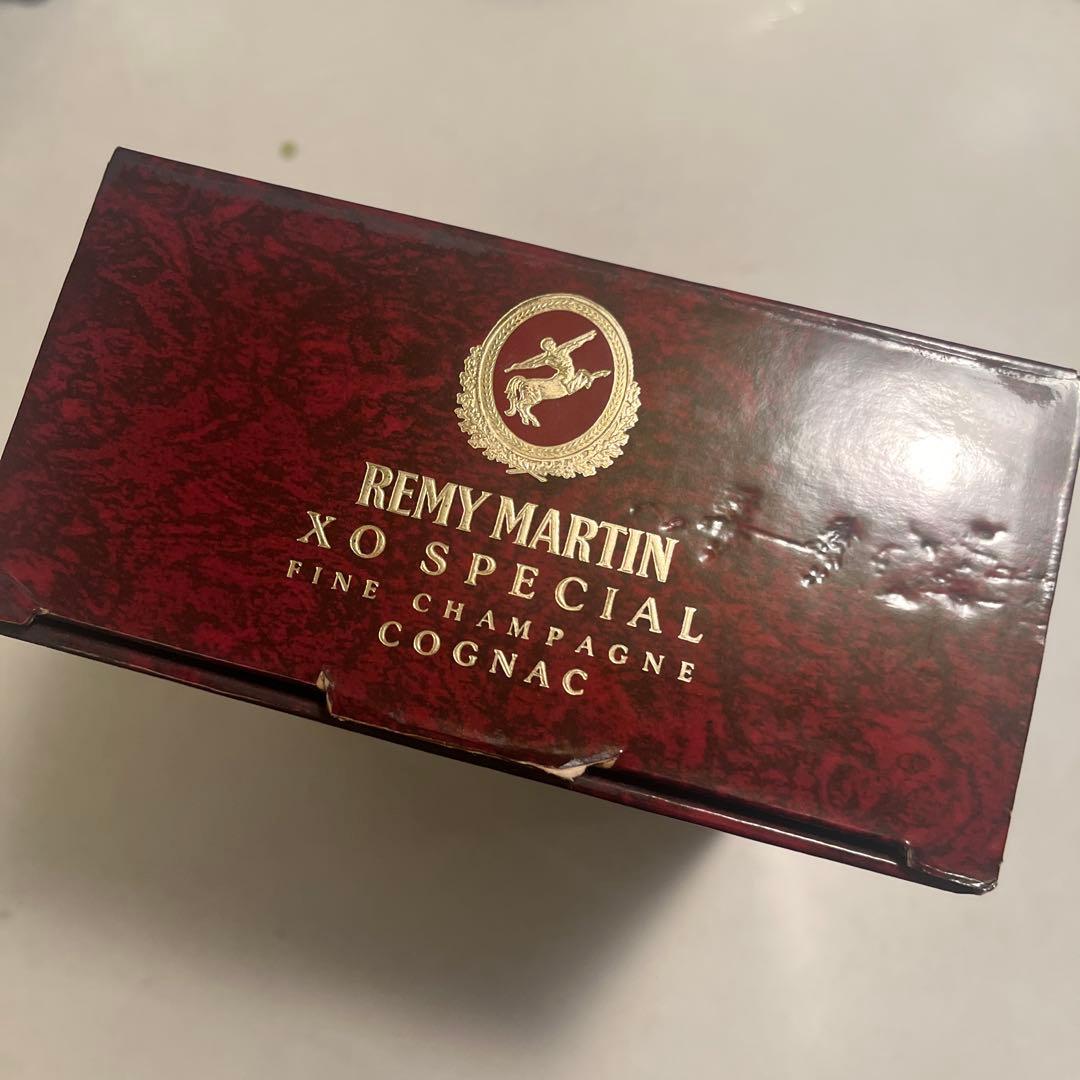 REMY MARTIN
XO SPECIAL
FINE CHAMPAGNE
COGNAC